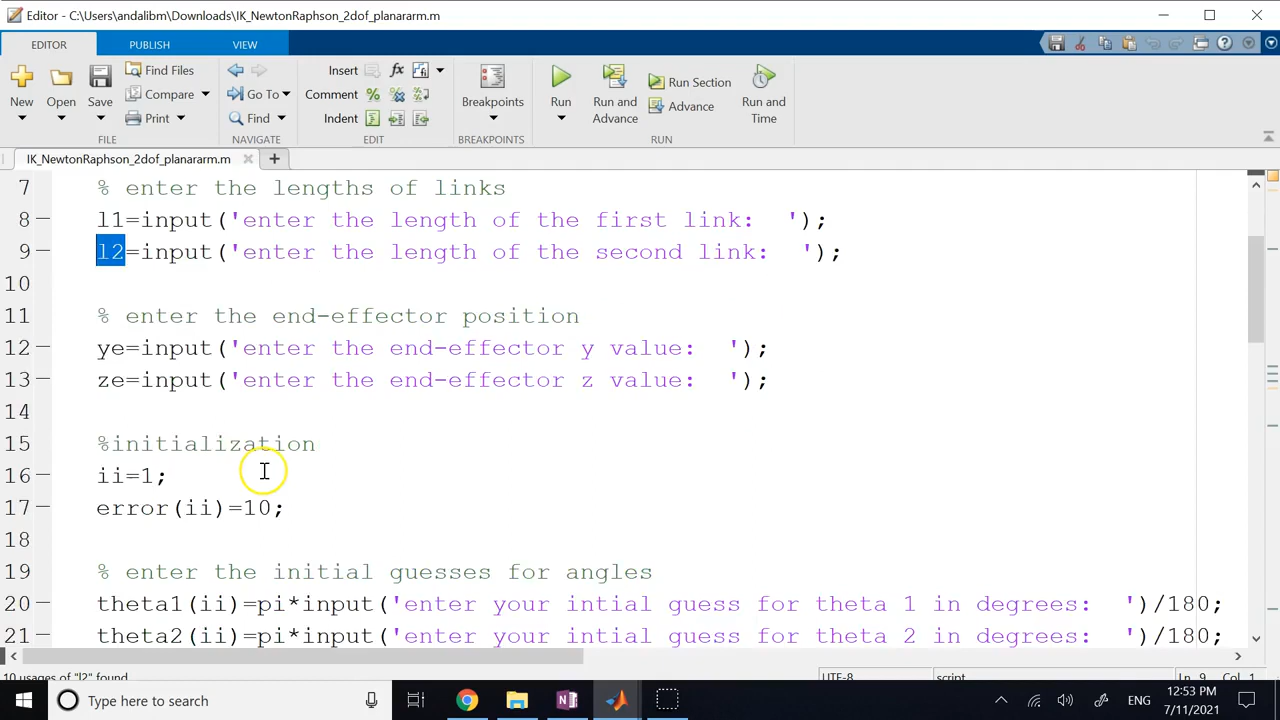 Editor - C:\Users\andalibm\Downloads\IK_NewtonRaphson_2dof_planararm.m
EDITOR PUBLISH VIEW
New Open Save Find Files Compare Print
FILE
Go To Find
NAVIGATE
Insert fx
Comment
Indent
EDIT
Breakpoints
BREAKPOINTS
Run Run and Advance Run Section Advance Run and Time
RUN
IK_NewtonRaphson_2dof_planararm.m
7 % enter the lengths of links
8 l1=input('enter the length of the first link:  ');
9 l2=input('enter the length of the second link:  ');
10
11 % enter the end-effector position
12 ye=input('enter the end-effector y value:  ');
13 ze=input('enter the end-effector z value:  ');
14
15 %initialization
16 ii=1;
17 error(ii)=10;
18
19 % enter the initial guesses for angles
20 theta1(ii)=pi*input('enter your intial guess for theta 1 in degrees:  ')/180;
21 theta2(ii)=pi*input('enter your intial guess for theta 2 in degrees:  ')/180;
10 usages of "l2" found UTF-8 script Ln 9 Col 1
Type here to search
ENG
12:53 PM
7/11/2021